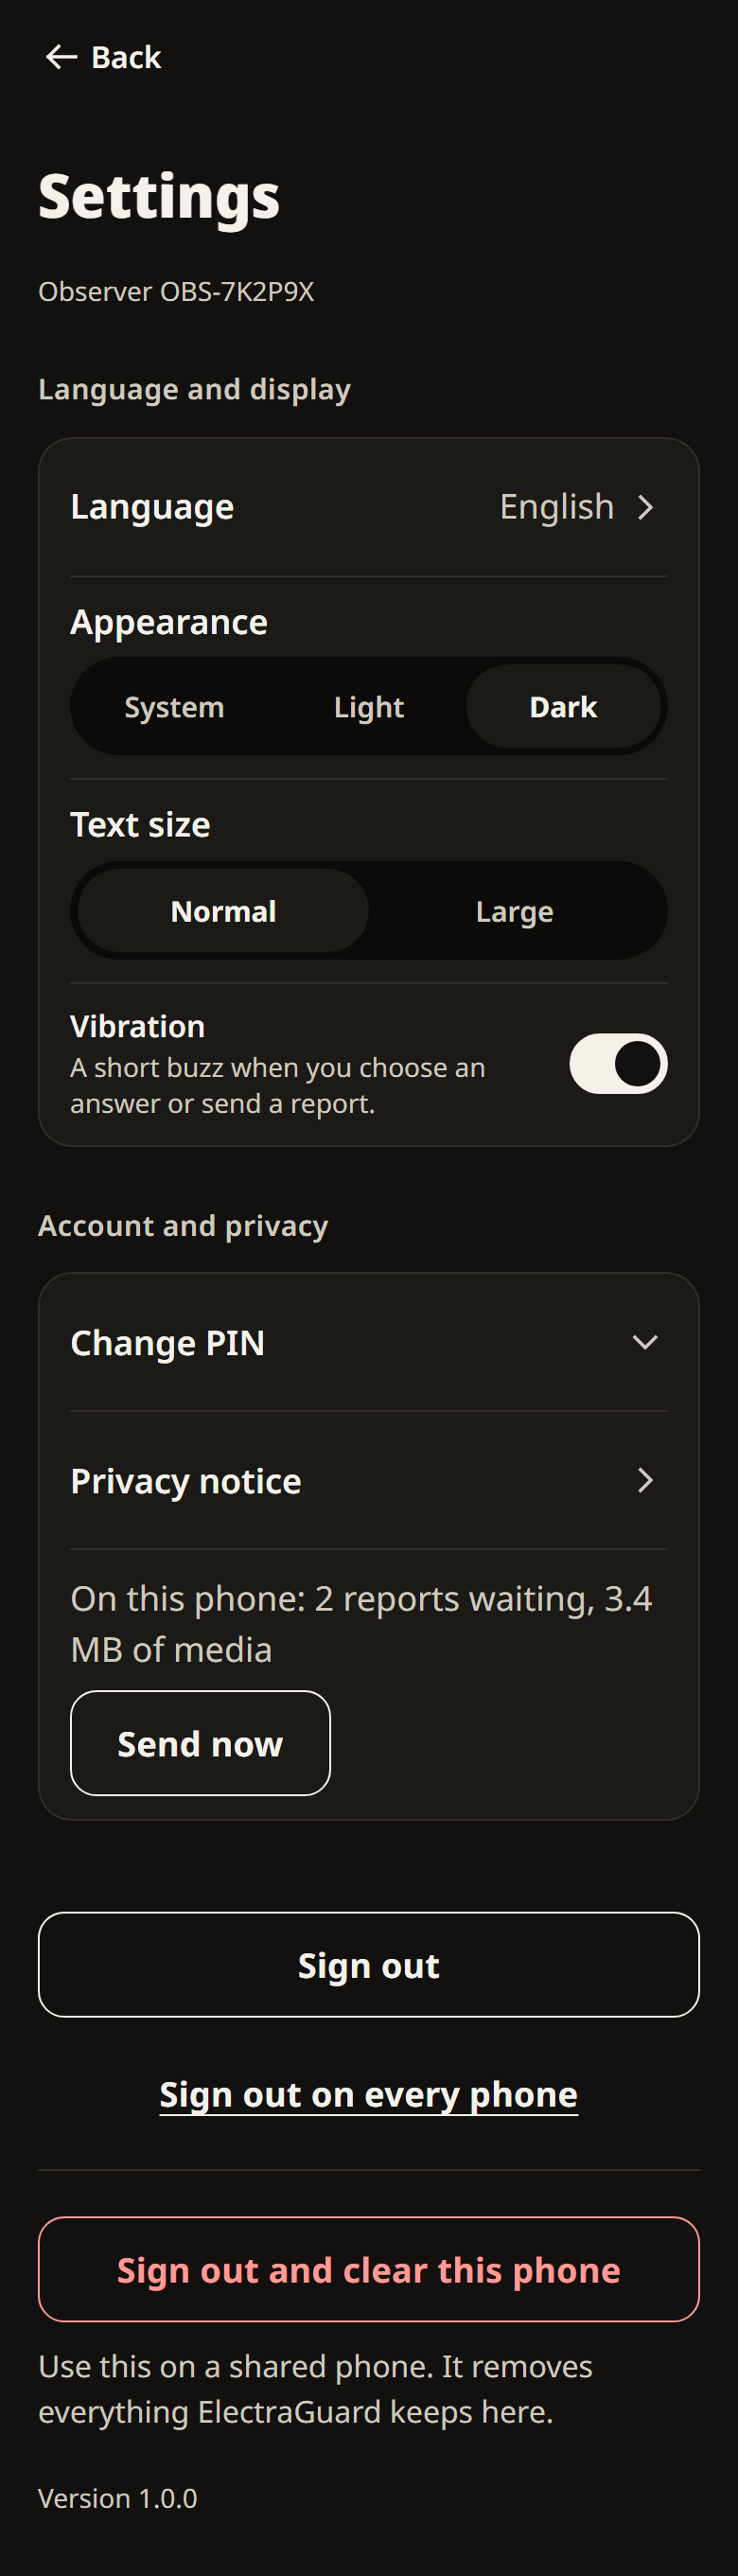 Back
Settings
Observer OBS-7K2P9X
Language and display
Language English
Appearance
System Light Dark
Text size
Normal Large
Vibration
A short buzz when you choose an
answer or send a report.
Account and privacy
Change PIN
Privacy notice
On this phone: 2 reports waiting, 3.4
MB of media
Send now
Sign out
Sign out on every phone
Sign out and clear this phone
Use this on a shared phone. It removes
everything ElectraGuard keeps here.
Version 1.0.0